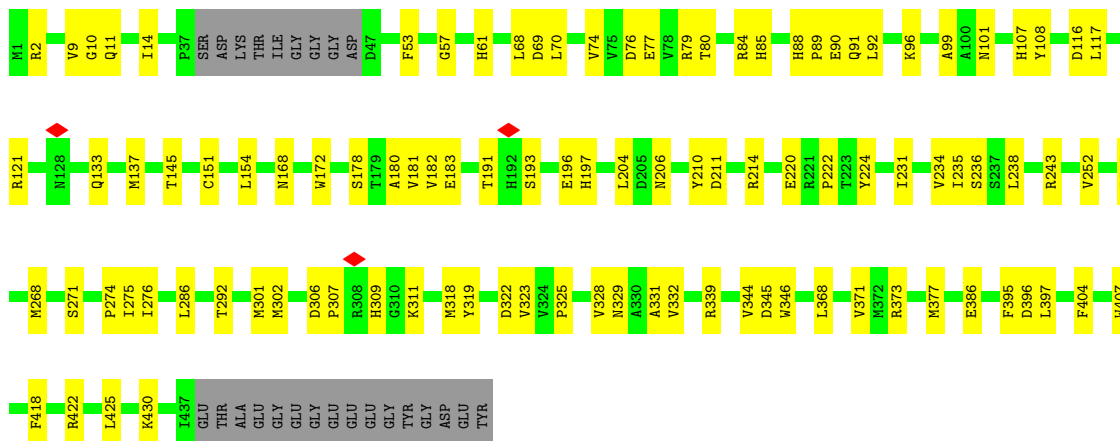 M1 R2 V9 G10 Q11 I14 P37 SER ASP LYS THR ILE GLY GLY GLY ASP D47 F53 G57 H61 L68 D69 L70 V74 V75 D76 E77 V78 R79 T80 R84 H85 H88 P89 E90 Q91 L92 K96 A99 A100 N101 H107 Y108 D116 L117
R121 N128 Q133 M137 T145 C151 L154 N168 W172 S178 T179 A180 V181 V182 E183 T191 H192 S193 E196 H197 L204 D205 N206 Y210 D211 R214 E220 R221 P222 T223 Y224 I231 V234 I235 S236 S237 L238 R243 V252
M268 S271 P274 I275 I276 L286 T292 M301 M302 D306 P307 R308 H309 G310 K311 M318 Y319 D322 V323 V324 P325 V328 N329 A330 A331 V332 R339 V344 D345 W346 L368 V371 M372 R373 M377 E386 F395 D396 L397 F404
F418 R422 L425 K430 I437 GLU THR ALA GLU GLY GLU GLY GLU GLU GLU TYR GLY ASP GLU TYR